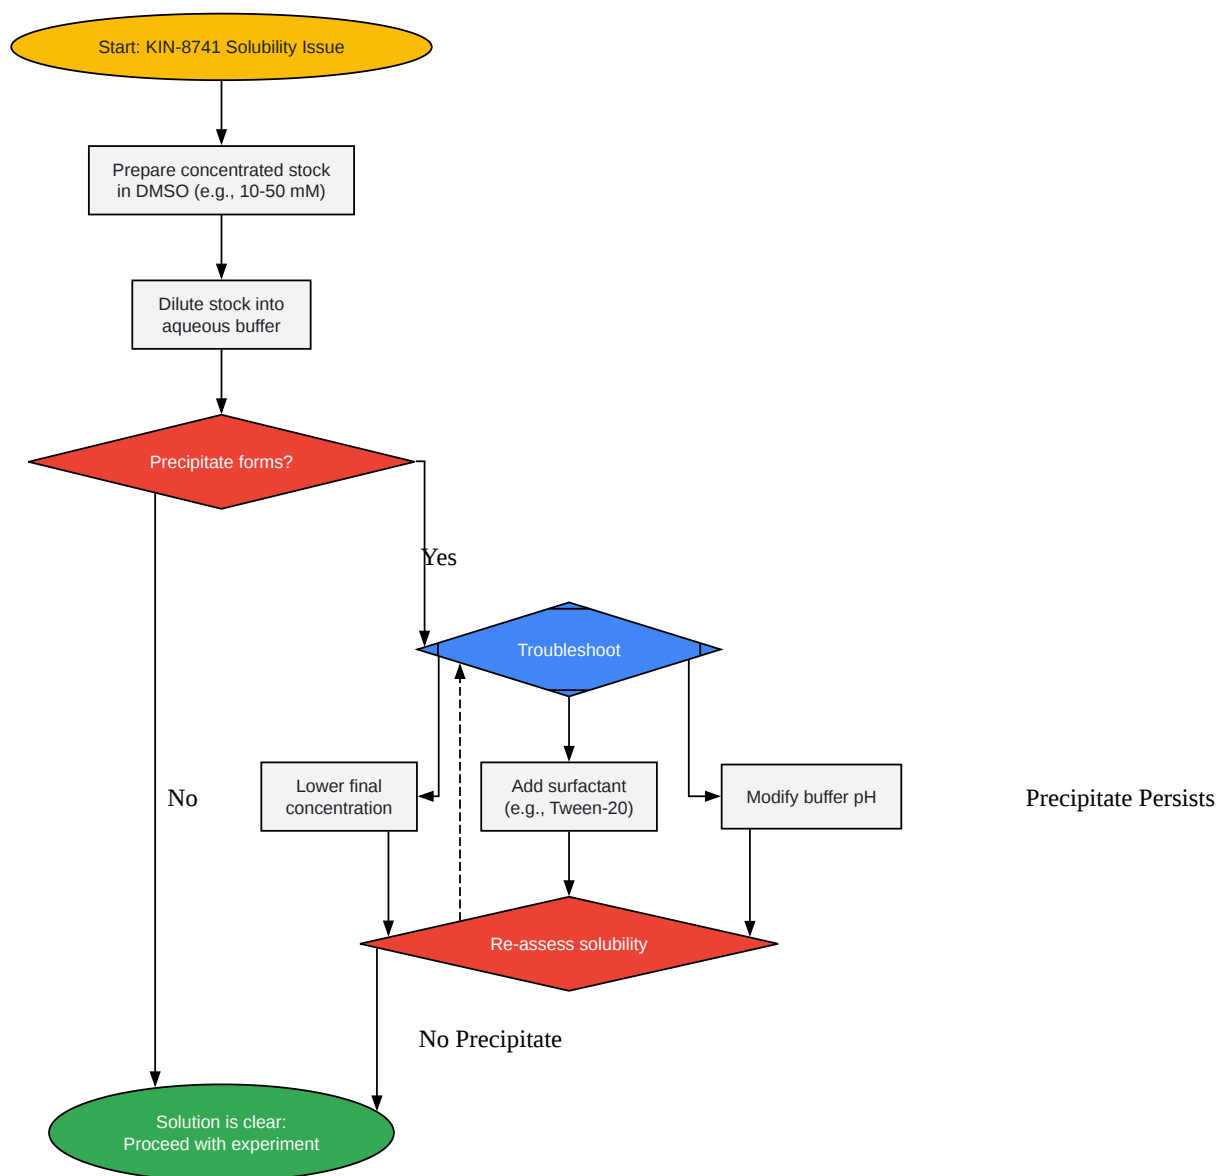 Start: KIN-8741 Solubility Issue
Prepare concentrated stock
in DMSO (e.g., 10-50 mM)
Dilute stock into
aqueous buffer
Precipitate forms?
Yes
Troubleshoot
No
Lower final
concentration
Add surfactant
(e.g., Tween-20)
Modify buffer pH
Precipitate Persists
Re-assess solubility
No Precipitate
Solution is clear:
Proceed with experiment